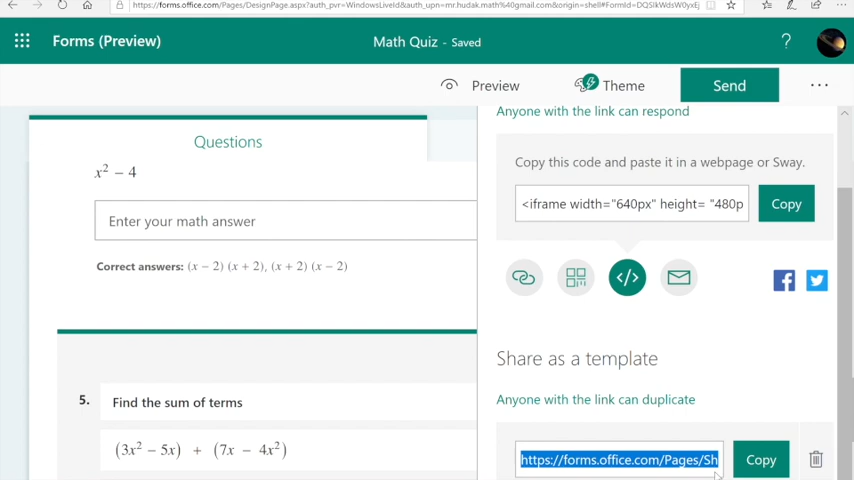 https://forms.office.com/Pages/DesignPage.aspx?auth_pvr=WindowsLiveId&auth_upn=mr.hudak.math%40gmail.com&origin=shell#FormId=DQSIkWdsW0yxEj
Forms (Preview)
Math Quiz - Saved
?
Preview
Theme
Send
...
Questions
Anyone with the link can respond
x² − 4
Copy this code and paste it in a webpage or Sway.
Enter your math answer
<iframe width="640px" height= "480p
Copy
Correct answers: (x − 2) (x + 2), (x + 2) (x − 2)
</>
Share as a template
Anyone with the link can duplicate
5. Find the sum of terms
(3x² − 5x) + (7x − 4x²)
https://forms.office.com/Pages/Sh
Copy